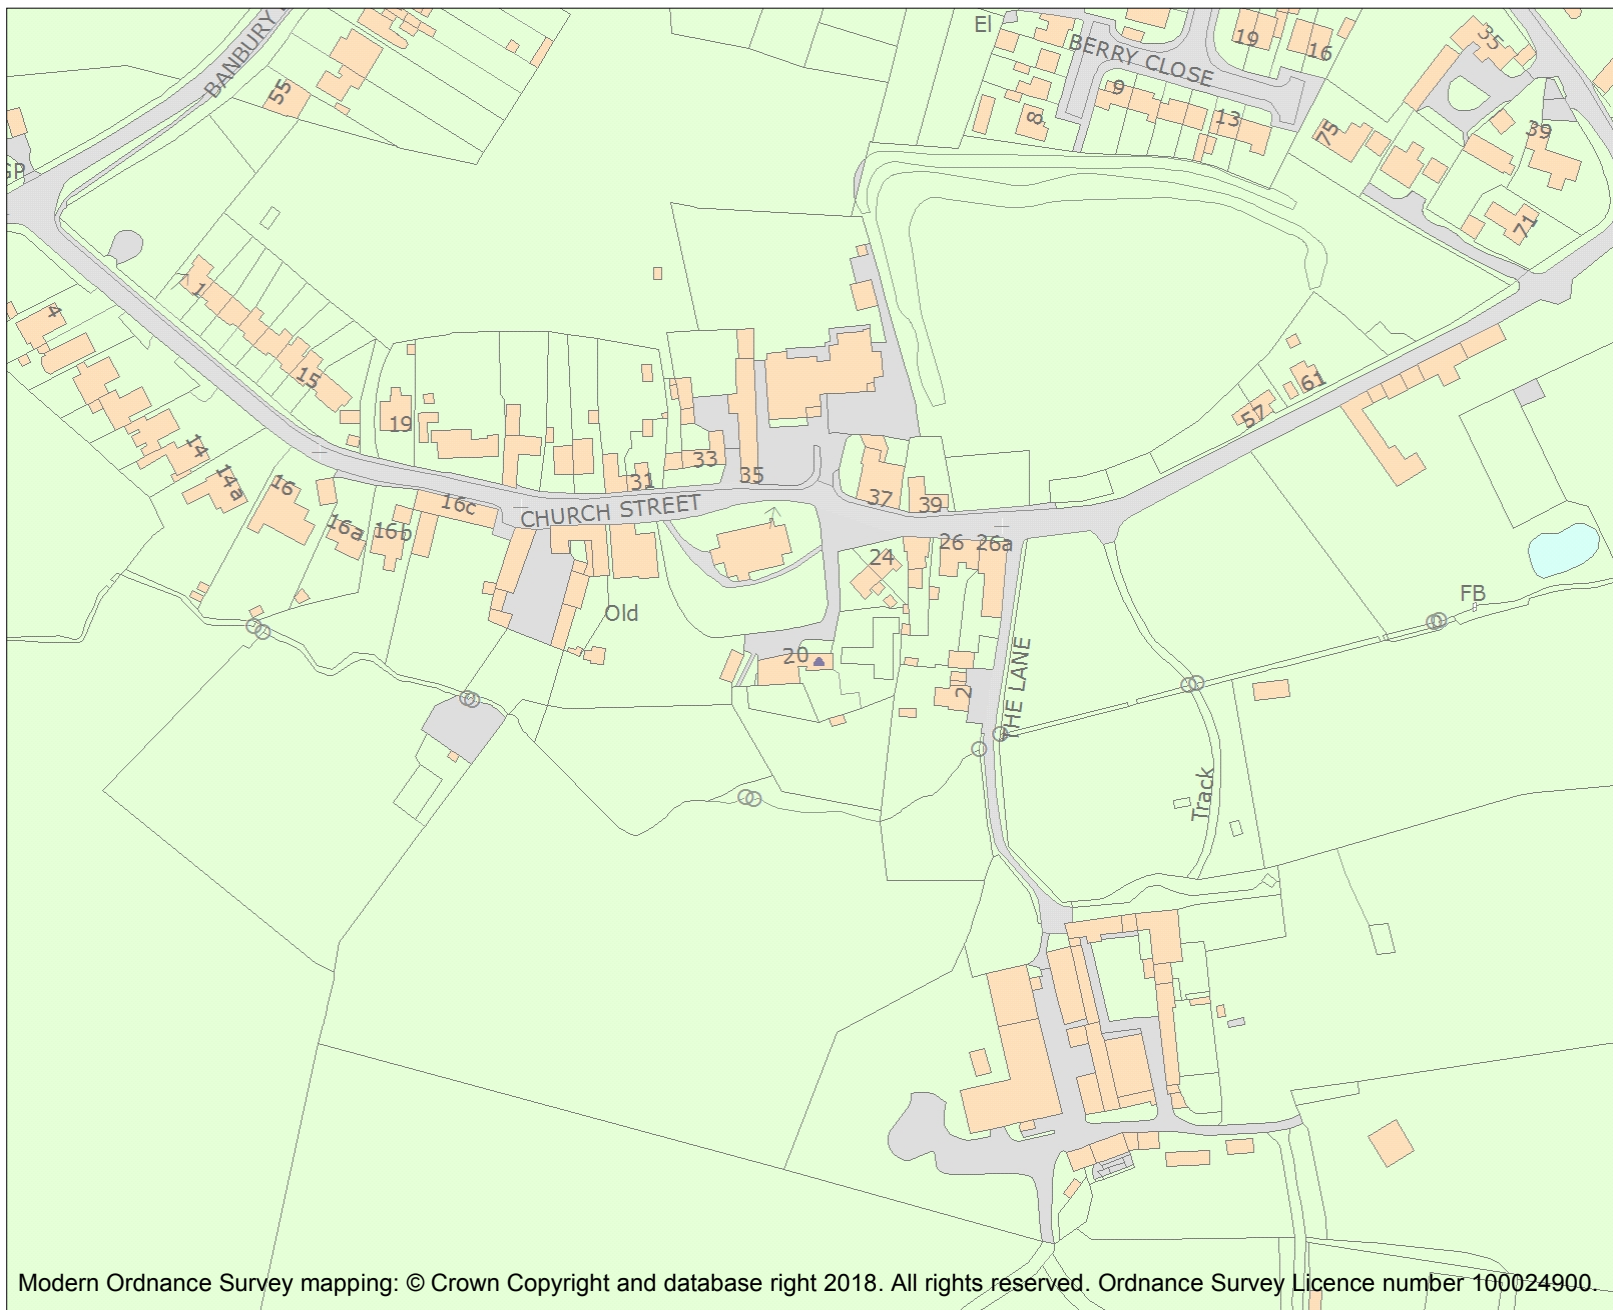 BANBURY
El
BERRY CLOSE
19
16
35
55
9
8
13
75
39
GP
71
1
4
15
19
61
57
14
14a
16
16a
16b
16c
33
31
35
CHURCH STREET
37
39
24
26
26a
Old
FB
20
2
THE LANE
Track
Modern Ordnance Survey mapping: © Crown Copyright and database right 2018. All rights reserved. Ordnance Survey Licence number 100024900.